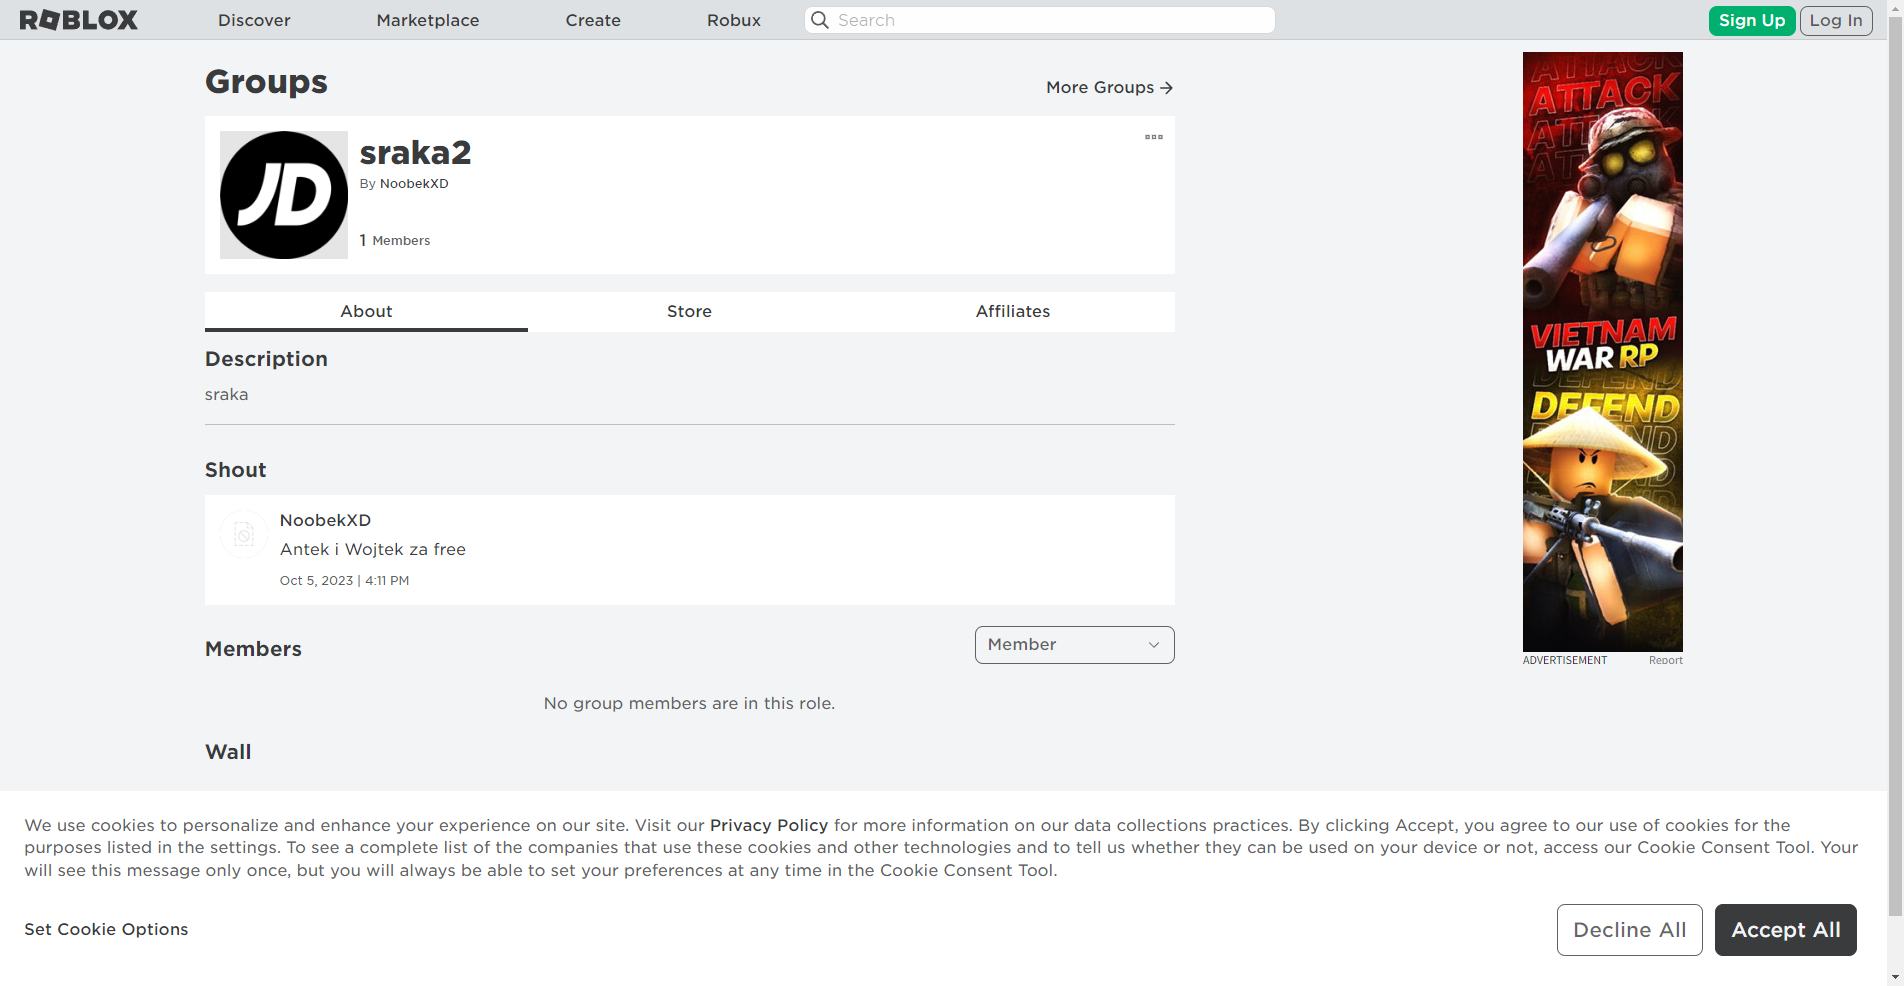 ROBLOX
Discover
Marketplace
Create
Robux
Search
Sign Up
Log In
Groups
More Groups
JD
sraka2
By NoobekXD
1 Members
About
Store
Affiliates
Description
sraka
Shout
NoobekXD
Antek i Wojtek za free
Oct 5, 2023 | 4:11 PM
Members
Member
No group members are in this role.
Wall
ATTACK
ATTACK
VIETNAM
WAR RP
DEFEND
DEFEND
ADVERTISEMENT
Report
We use cookies to personalize and enhance your experience on our site. Visit our Privacy Policy for more information on our data collections practices. By clicking Accept, you agree to our use of cookies for the
purposes listed in the settings. To see a complete list of the companies that use these cookies and other technologies and to tell us whether they can be used on your device or not, access our Cookie Consent Tool. Your
will see this message only once, but you will always be able to set your preferences at any time in the Cookie Consent Tool.
Set Cookie Options
Decline All
Accept All